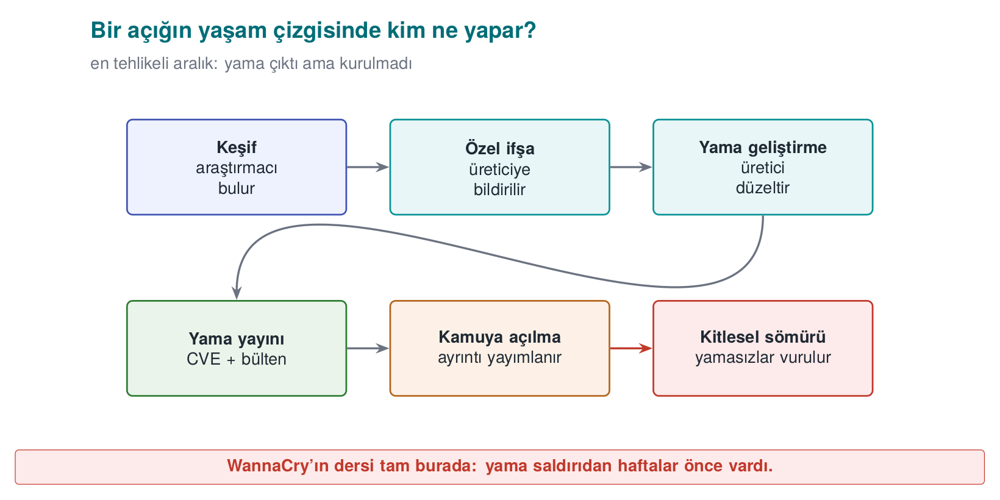 Bir açığın yaşam çizgisinde kim ne yapar?
en tehlikeli aralık: yama çıktı ama kurulmadı
Keşif
araştırmacı
bulur
Özel ifşa
üreticiye
bildirilir
Yama geliştirme
üretici
düzeltir
Yama yayını
CVE + bülten
Kamuya açılma
ayrıntı yayımlanır
Kitlesel sömürü
yamasızlar vurulur
WannaCry’ın dersi tam burada: yama saldırıdan haftalar önce vardı.